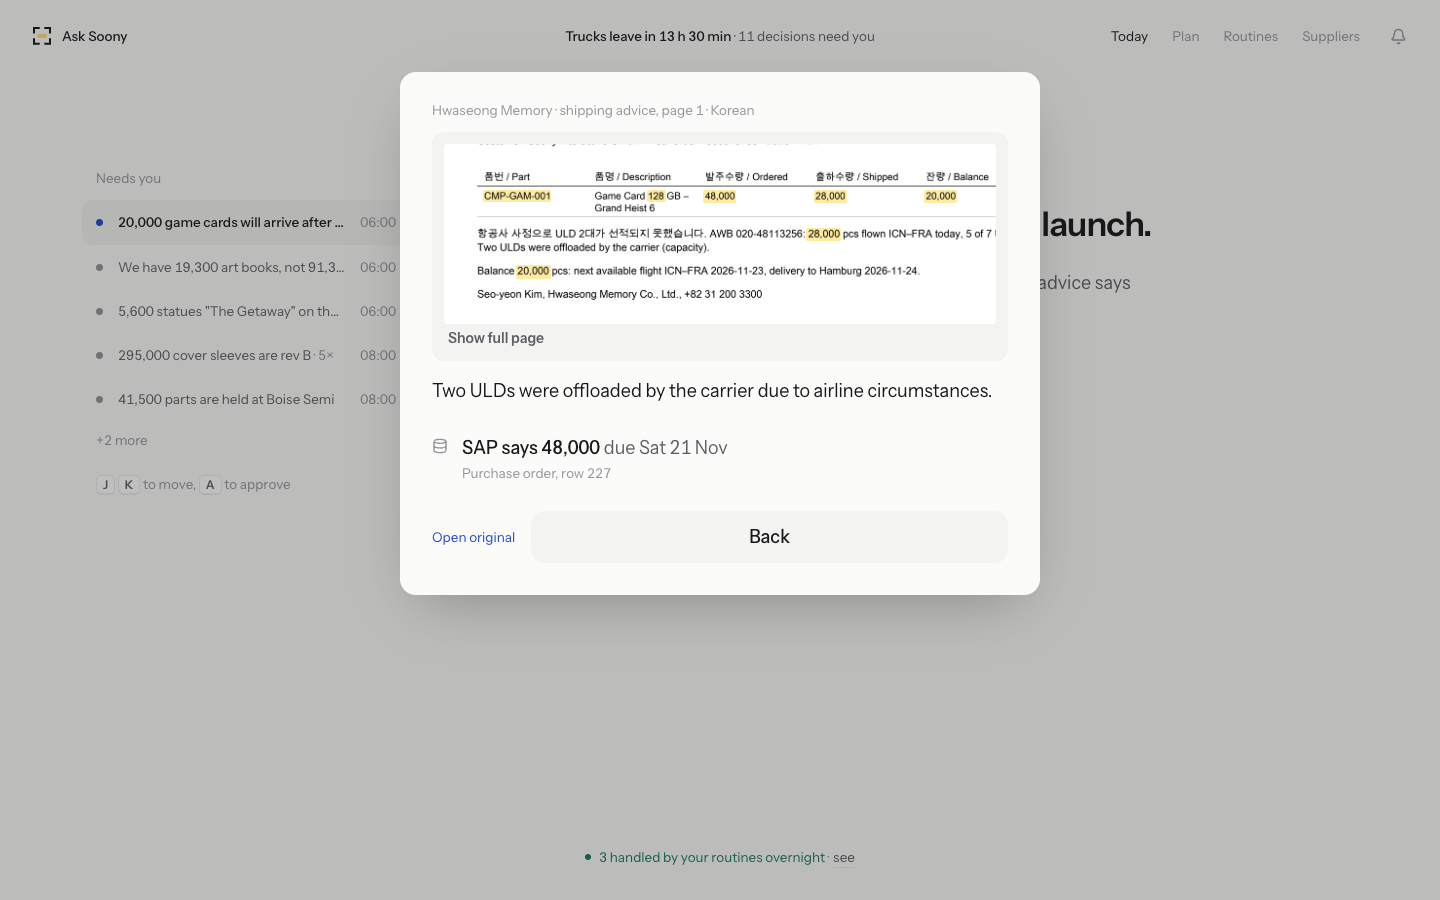 Ask Soony
Trucks leave in 13 h 30 min · 11 decisions need you
Today
Plan
Routines
Suppliers
Needs you
20,000 game cards will arrive after ... 06:00
We have 19,300 art books, not 91,3... 06:00
5,600 statues "The Getaway" on th... 06:00
295,000 cover sleeves are rev B · 5× 08:00
41,500 parts are held at Boise Semi 08:00
+2 more
J K to move, A to approve
launch.
advice says
Hwaseong Memory · shipping advice, page 1 · Korean
품번 / Part 품명 / Description 발주수량 / Ordered 출하수량 / Shipped 잔량 / Balance
CMP-GAM-001 Game Card 128 GB – 48,000 28,000 20,000
Grand Heist 6
항공사 사정으로 ULD 2대가 선적되지 못했습니다. AWB 020-48113256: 28,000 pcs flown ICN–FRA today, 5 of 7
Two ULDs were offloaded by the carrier (capacity).
Balance 20,000 pcs: next available flight ICN–FRA 2026-11-23, delivery to Hamburg 2026-11-24.
Seo-yeon Kim, Hwaseong Memory Co., Ltd., +82 31 200 3300
Show full page
Two ULDs were offloaded by the carrier due to airline circumstances.
SAP says 48,000 due Sat 21 Nov
Purchase order, row 227
Open original
Back
3 handled by your routines overnight · see